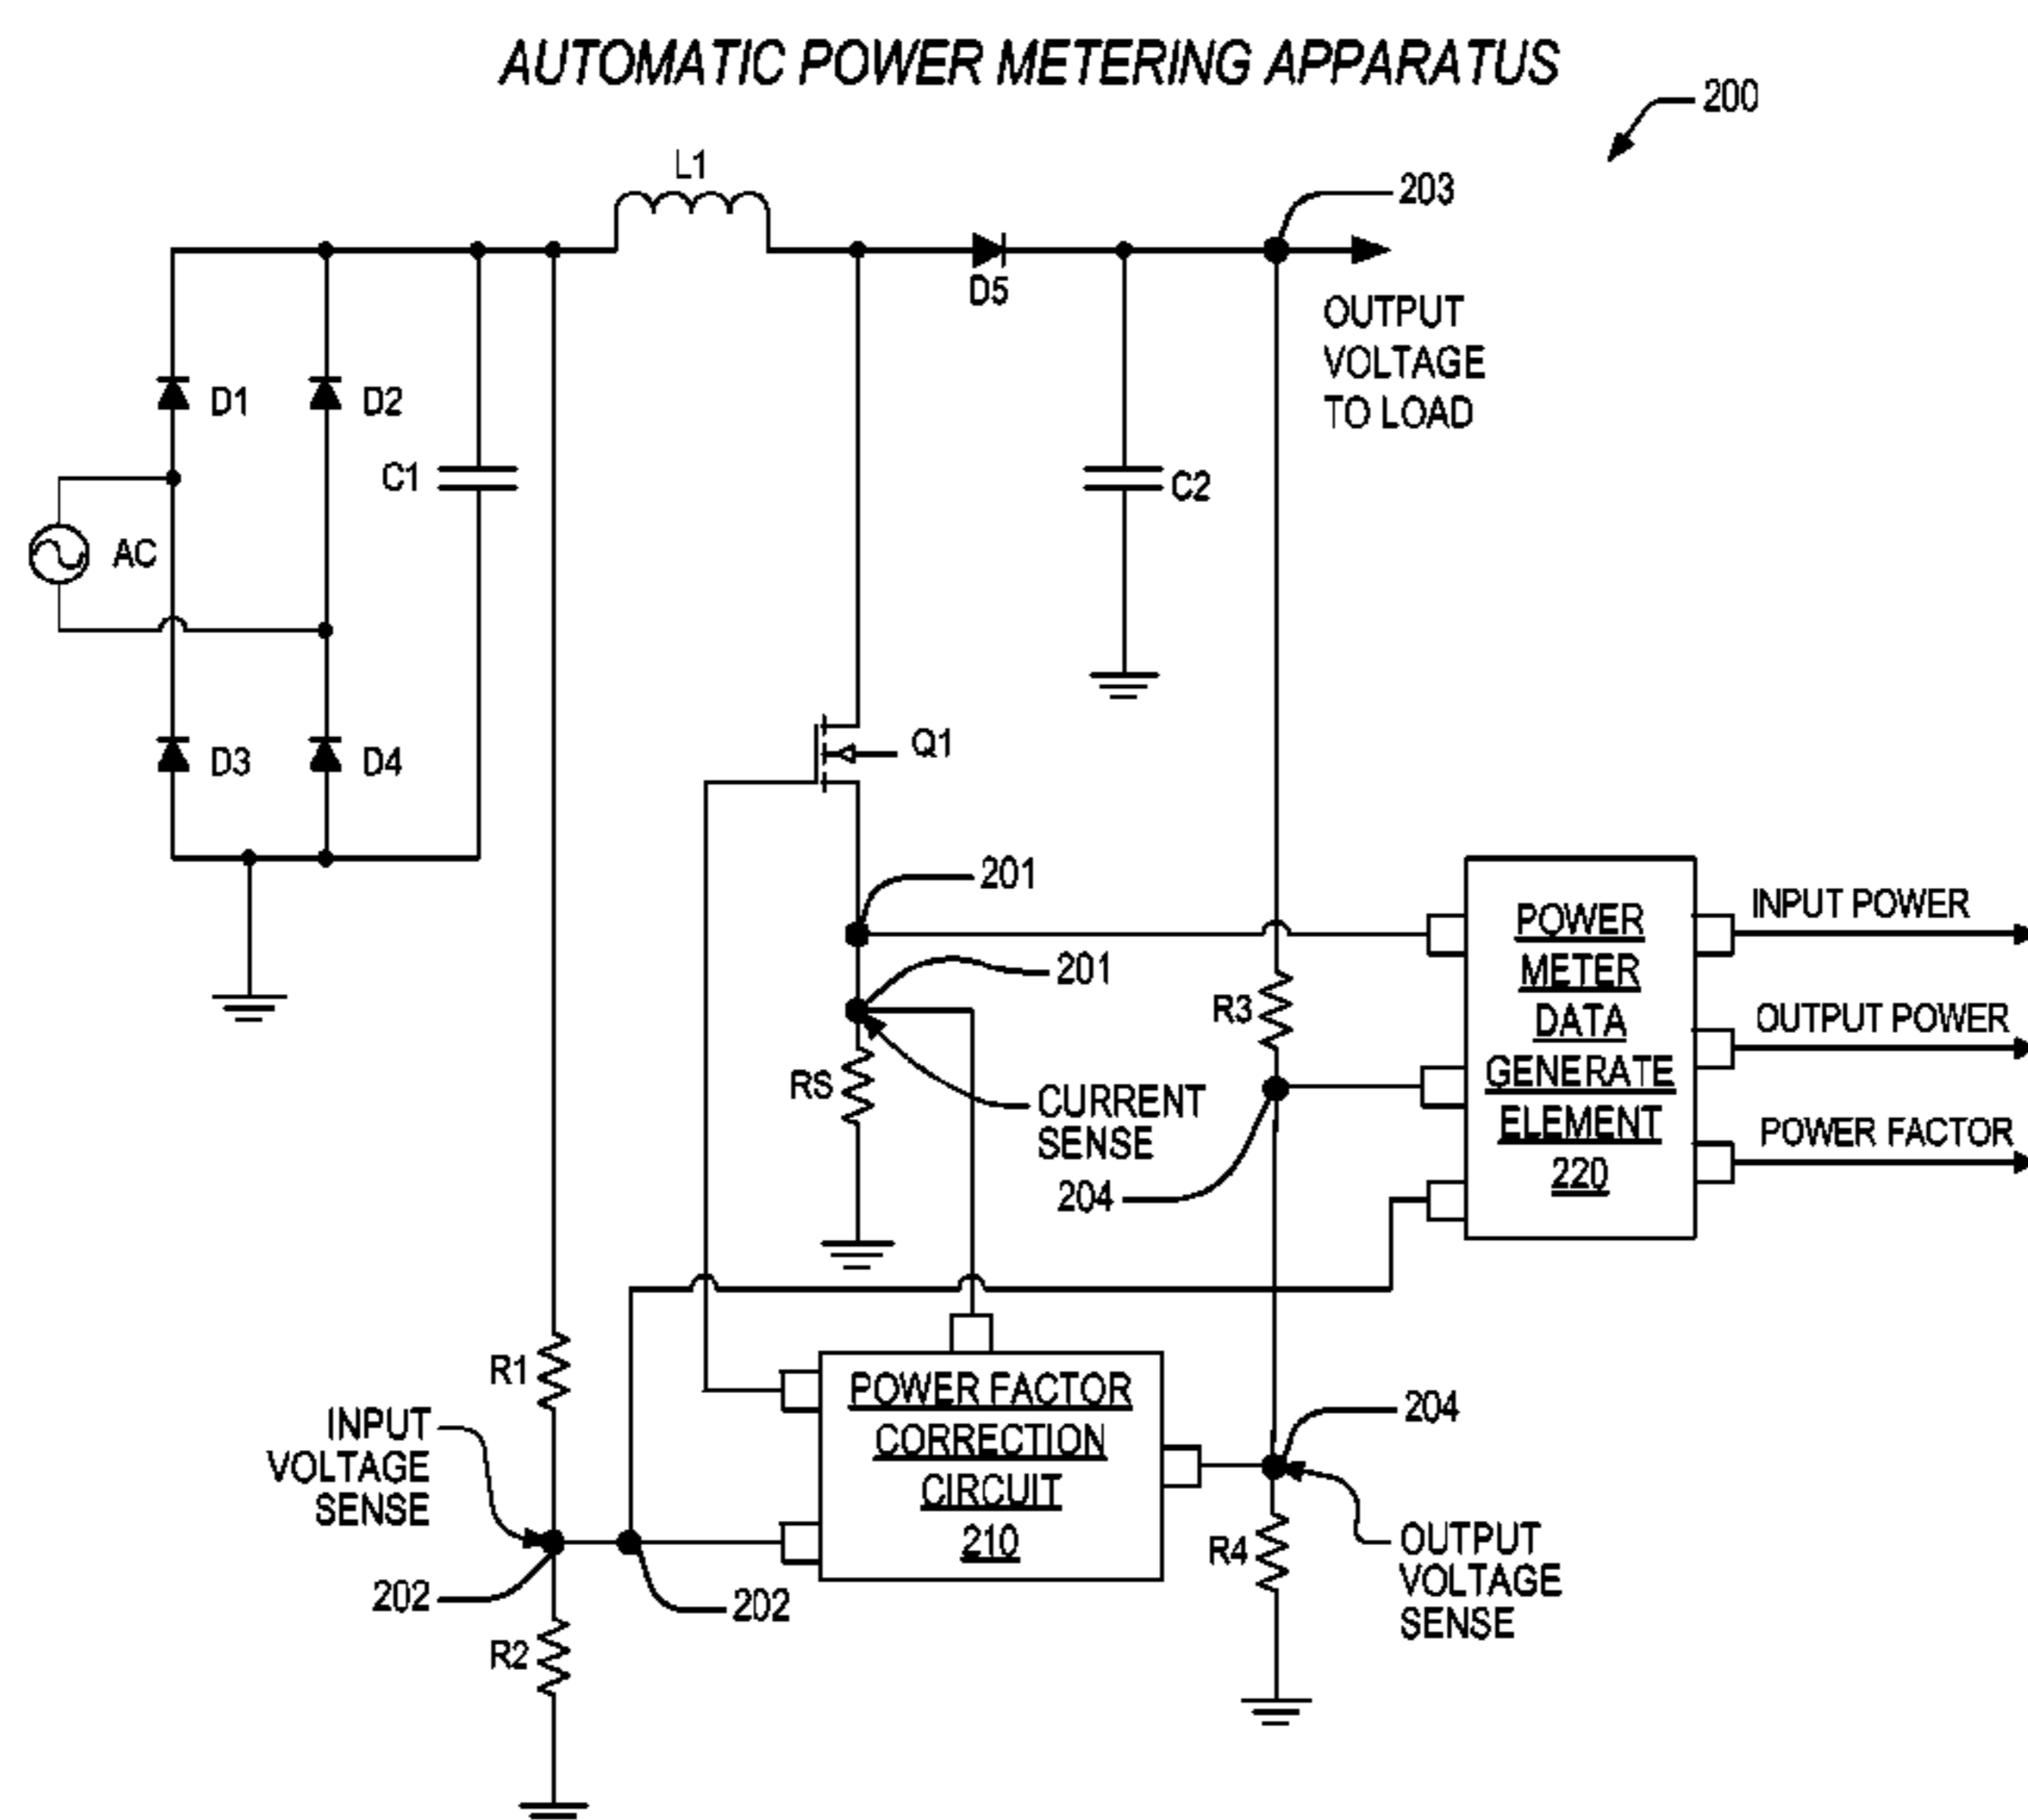 AUTOMATIC POWER METERING APPARATUS
200
L1
203
D5
OUTPUT
VOLTAGE
TO LOAD
D1
D2
C1
C2
AC
Q1
D3
D4
201
POWER
METER
DATA
GENERATE
ELEMENT
220
INPUT POWER
OUTPUT POWER
POWER FACTOR
201
R3
RS
CURRENT
SENSE
204
R1
POWER FACTOR
CORRECTION
CIRCUIT
210
204
INPUT
VOLTAGE
SENSE
202
202
R4
OUTPUT
VOLTAGE
SENSE
R2